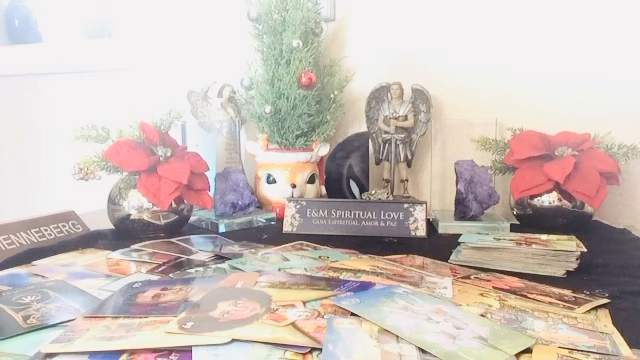 ENNEBERG
E&M SPIRITUAL LOVE
GUIA ESPIRITUAL, AMOR & PAZ